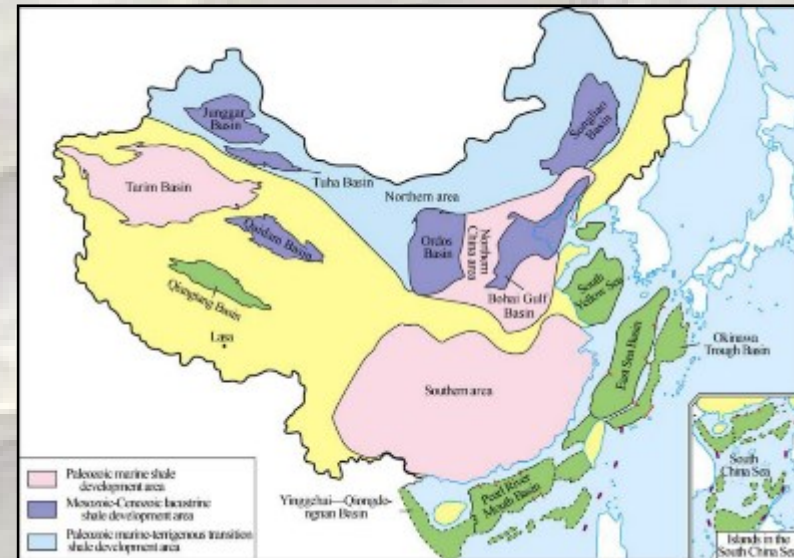 Junggar
Basin
Songliao
Basin
Tuha Basin
Tarim Basin
Northern area
Qaidam Basin
Ordos
Basin
Northern
China area
Qiangtang Basin
Bohai Gulf
Basin
South
Yellow Sea
Lasa
Okinawa
Trough Basin
East Sea Basin
Southern area
Paleozoic marine shale
development area
Mesozoic-Cenozoic lacustrine
shale development area
Paleozoic marine-terrigenous transition
shale development area
Yinggehai—Qiongdo-
ngnan Basin
Pearl River
Mouth Basin
South
China Sea
Islands in the
South China Sea